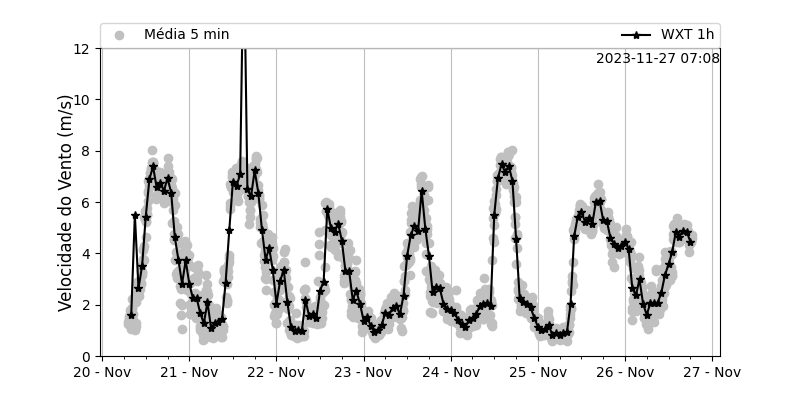 Média 5 min
WXT 1h
2023-11-27 07:08
Velocidade do Vento (m/s)
12
10
8
6
4
2
0
20 - Nov
21 - Nov
22 - Nov
23 - Nov
24 - Nov
25 - Nov
26 - Nov
27 - Nov